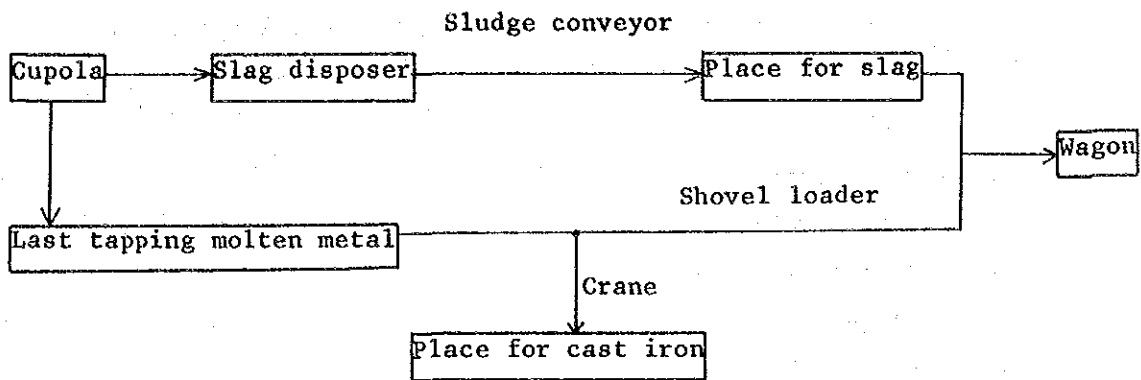 Sludge conveyor
Cupola
Slag disposer
Place for slag
Wagon
Shovel loader
Last tapping molten metal
Crane
Place for cast iron